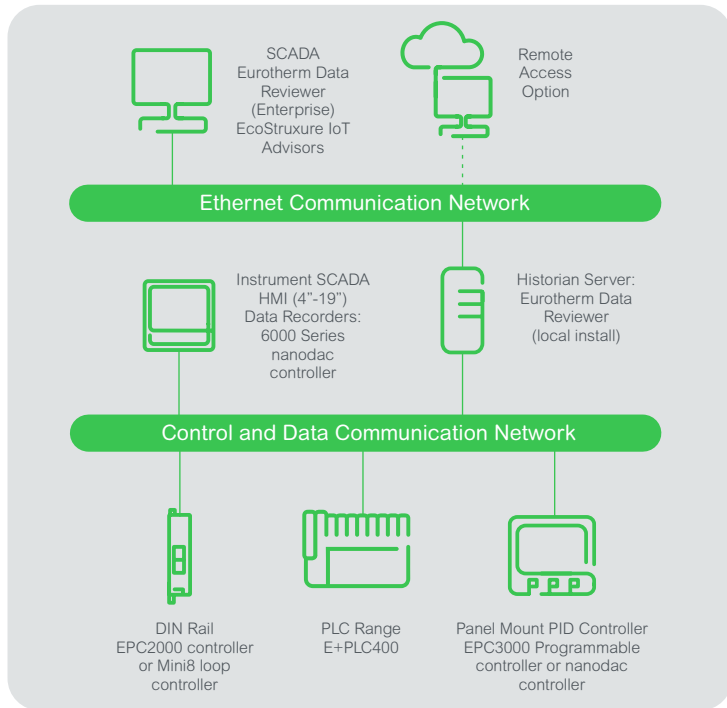 SCADA
Eurotherm Data
Reviewer
(Enterprise)
EcoStruxure IoT
Advisors
Remote
Access
Option
Ethernet Communication Network
Instrument SCADA
HMI (4”-19”)
Data Recorders:
6000 Series
nanodac
controller
Historian Server:
Eurotherm Data
Reviewer
(local install)
Control and Data Communication Network
DIN Rail
EPC2000 controller
or Mini8 loop
controller
PLC Range
E+PLC400
Panel Mount PID Controller
EPC3000 Programmable
controller or nanodac
controller